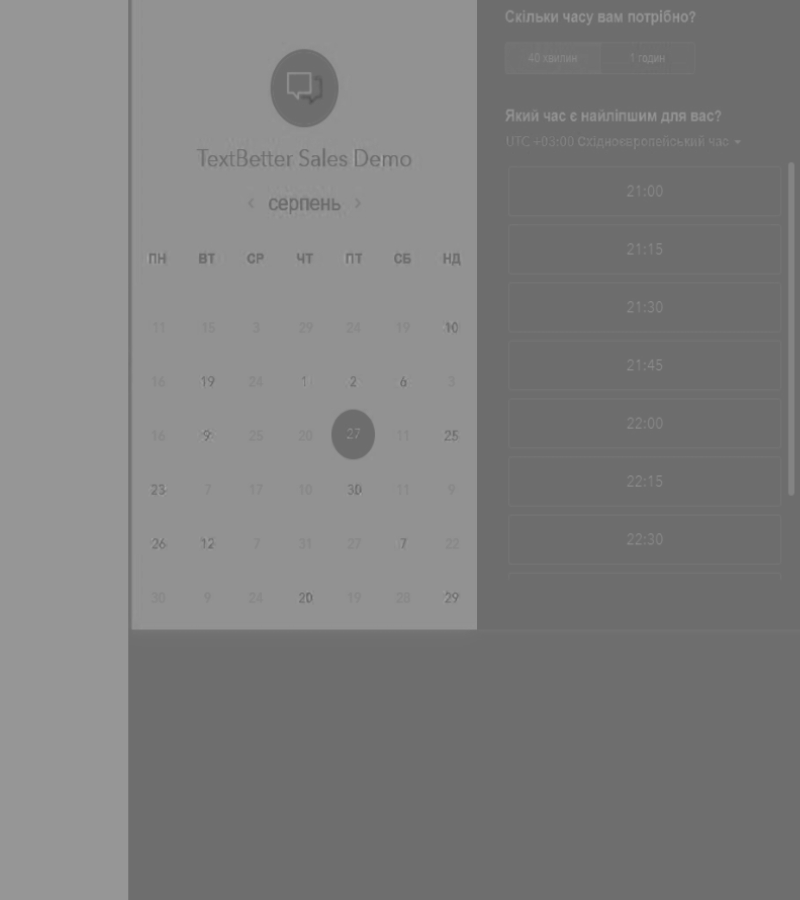 TextBetter Sales Demo
‹ серпень ›
ПН ВТ СР ЧТ ПТ СБ НД
11 15 3 29 24 19 10
16 19 24 1 2 6 3
16 9 25 20 27 11 25
23 7 17 10 30 11 9
26 12 7 31 27 7 22
30 9 24 20 19 28 29
Скільки часу вам потрібно?
40 хвилин 1 годин
Який час є найліпшим для вас?
UTC +03:00 Східноєвропейський час
21:00
21:15
21:30
21:45
22:00
22:15
22:30